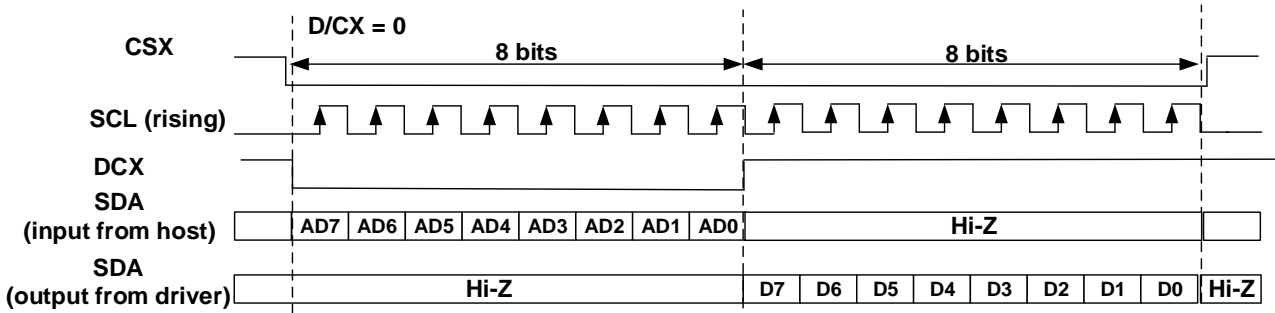 D/CX = 0
CSX
8 bits
8 bits
SCL (rising)
DCX
SDA
(input from host)
AD7 AD6 AD5 AD4 AD3 AD2 AD1 AD0
Hi-Z
SDA
(output from driver)
Hi-Z
D7 D6 D5 D4 D3 D2 D1 D0
Hi-Z